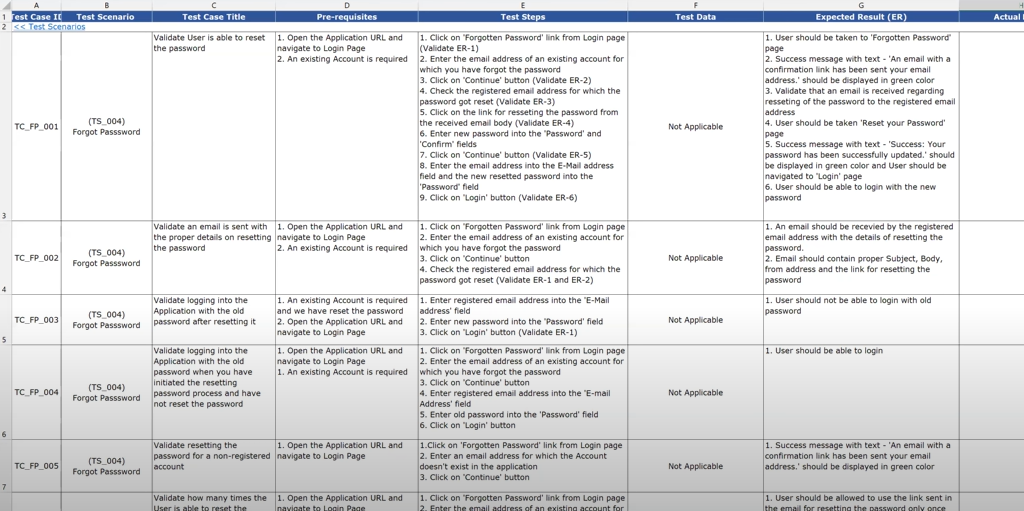 A B C D E F G
1 Test Case ID Test Scenario Test Case Title Pre-requisites Test Steps Test Data Expected Result (ER) Actual
2 << Test Scenarios
3
TC_FP_001
(TS_004)
Forgot Passsword
Validate User is able to reset
the password
1. Open the Application URL and
navigate to Login Page
2. An existing Account is required
1. Click on 'Forgotten Password' link from Login page
(Validate ER-1)
2. Enter the email address of an existing account for
which you have forgot the password
3. Click on 'Continue' button (Validate ER-2)
4. Check the registered email address for which the
password got reset (Validate ER-3)
5. Click on the link for ressetting the password from
the received email body (Validate ER-4)
6. Enter new password into the 'Password' and
'Confirm' fields
7. Click on 'Continue' button (Validate ER-5)
8. Enter the email address into the E-Mail address
field and the new resetted password into the
'Password' field
9. Click on 'Login' button (Validate ER-6)
Not Applicable
1. User should be taken to 'Forgotten Password'
page
2. Success message with text - 'An email with a
confirmation link has been sent your email
address.' should be displayed in green color
3. Validate that an email is received regarding
resseting of the password to the registered email
address
4. User should be taken 'Reset your Password'
page
5. Success message with text - 'Success: Your
password has been successfully updated.' should
be displayed in green color and User should be
navigated to 'Login' page
6. User should be able to login with the new
password
4
TC_FP_002
(TS_004)
Forgot Passsword
Validate an email is sent with
the proper details on resetting
the password
1. Open the Application URL and
navigate to Login Page
2. An existing Account is required
1. Click on 'Forgotten Password' link from Login page
2. Enter the email address of an existing account for
which you have forgot the password
3. Click on 'Continue' button
4. Check the registered email address for which the
password got reset (Validate ER-1 and ER-2)
Not Applicable
1. An email should be recevied by the registered
email address with the details of resetting the
password.
2. Email should contain proper Subject, Body,
from address and the link for resetting the
password
5
TC_FP_003
(TS_004)
Forgot Passsword
Validate logging into the
Application with the old
password after resetting it
1. An existing Account is required
and we have reset the password
2. Open the Application URL and
navigate to Login Page
1. Enter registered email address into the 'E-Mail
address' field
2. Enter new password into the 'Password' field
3. Click on 'Login' button (Validate ER-1)
Not Applicable
1. User should not be able to login with old
password
6
TC_FP_004
(TS_004)
Forgot Passsword
Validate logging into the
Application with the old
password when you have
initiated the resetting
password process and have
not reset the password
1. Open the Application URL and
navigate to Login Page
1. An existing Account is required
1. Click on 'Forgotten Password' link from Login page
2. Enter the email address of an existing account for
which you have forgot the password
3. Click on 'Continue' button
4. Enter registered email address into the 'E-mail
Address' field
5. Enter old password into the 'Password' field
6. Click on 'Login' button
Not Applicable
1. User should be able to login
7
TC_FP_005
(TS_004)
Forgot Passsword
Validate resetting the
password for a non-registered
account
1. Open the Application URL and
navigate to Login Page
1.Click on 'Forgotten Password' link from Login page
2. Enter an email address for which the Account
doesn't exist in the application
3. Click on 'Continue' button
Not Applicable
1. Success message with text - 'An email with a
confirmation link has been sent your email
address.' should be displayed in green color
Validate how many times the
User is able to reset the
1. Open the Application URL and
navigate to Login Page
1. Click on 'Forgotten Password' link from Login page
2. Enter the email address of an existing account for
1. User should be allowed to use the link sent in
the email for resetting the password only once